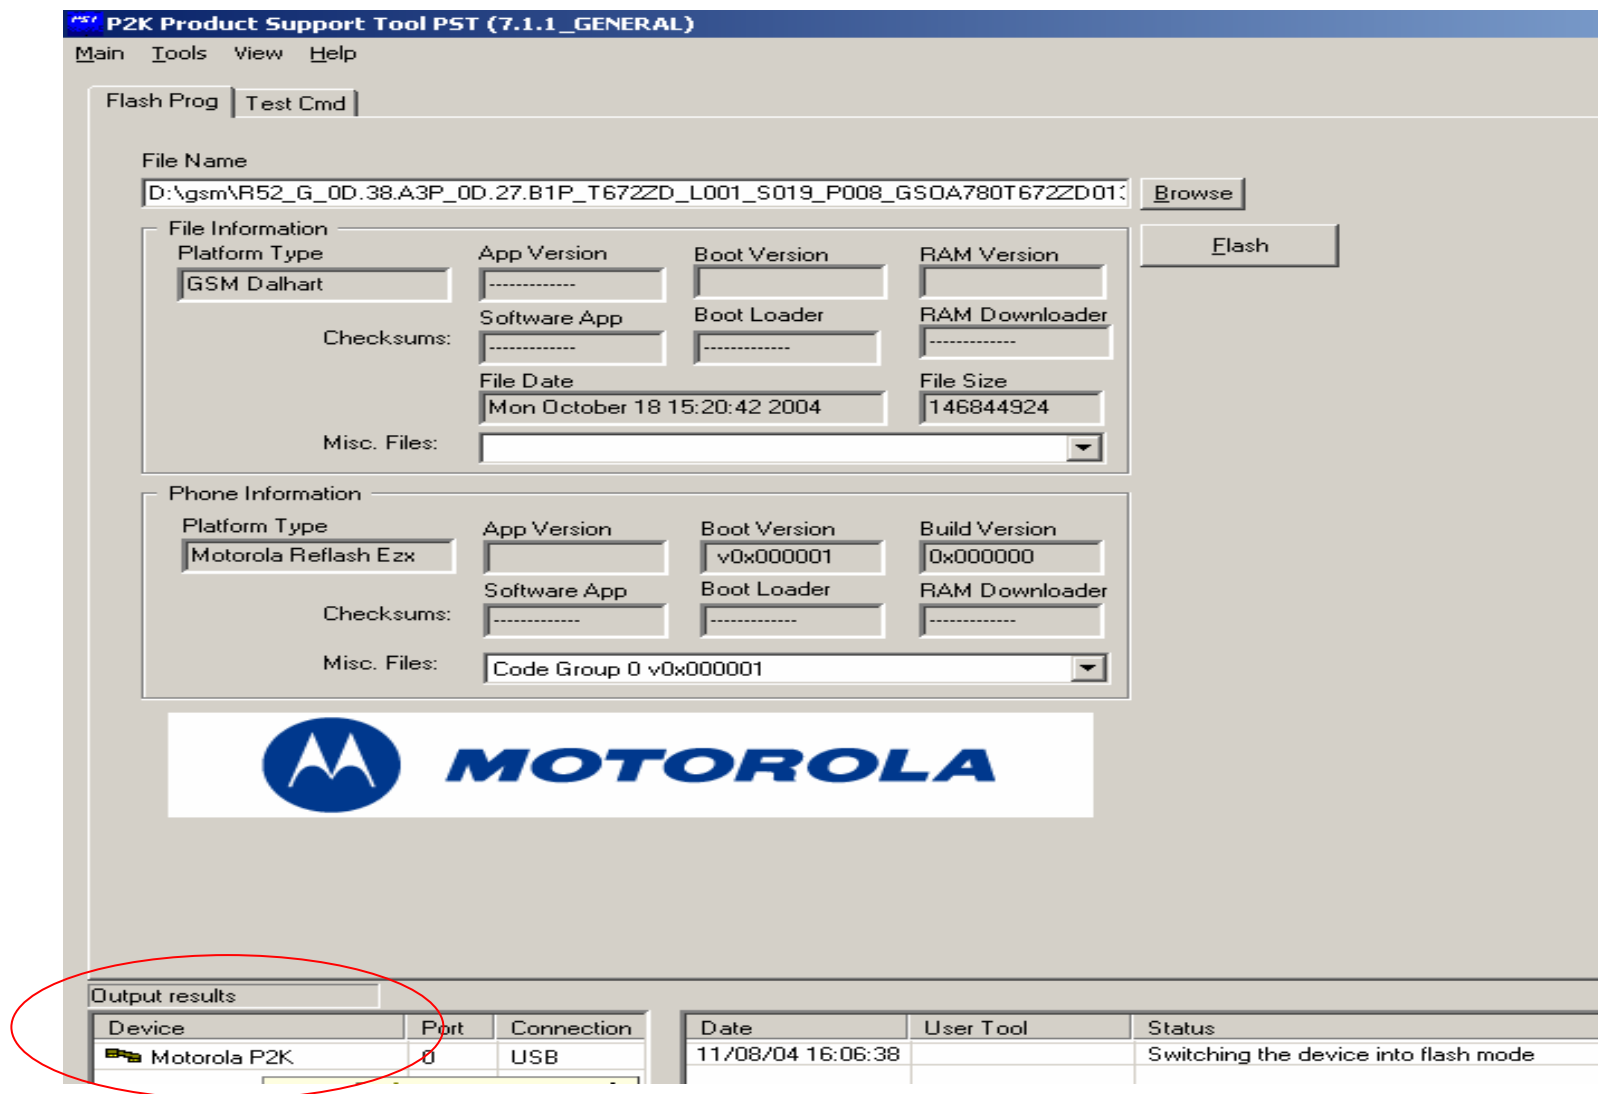 PST P2K Product Support Tool PST (7.1.1_GENERAL)
Main Tools View Help
Flash Prog Test Cmd
File Name
D:\gsm\R52_G_0D.38.A3P_0D.27.B1P_T672ZD_L001_S019_P008_GSOA780T672ZD01 Browse
File Information
Flash
Platform Type App Version Boot Version RAM Version
GSM Dalhart -------------
Software App Boot Loader RAM Downloader
Checksums: ------------- ------------- -------------
File Date File Size
Mon October 18 15:20:42 2004 146844924
Misc. Files:
Phone Information
Platform Type App Version Boot Version Build Version
Motorola Reflash Ezx v0x000001 0x000000
Software App Boot Loader RAM Downloader
Checksums: ------------- ------------- -------------
Misc. Files: Code Group 0 v0x000001
MOTOROLA
Output results
Device Port Connection Date User Tool Status
Motorola P2K 0 USB 11/08/04 16:06:38 Switching the device into flash mode